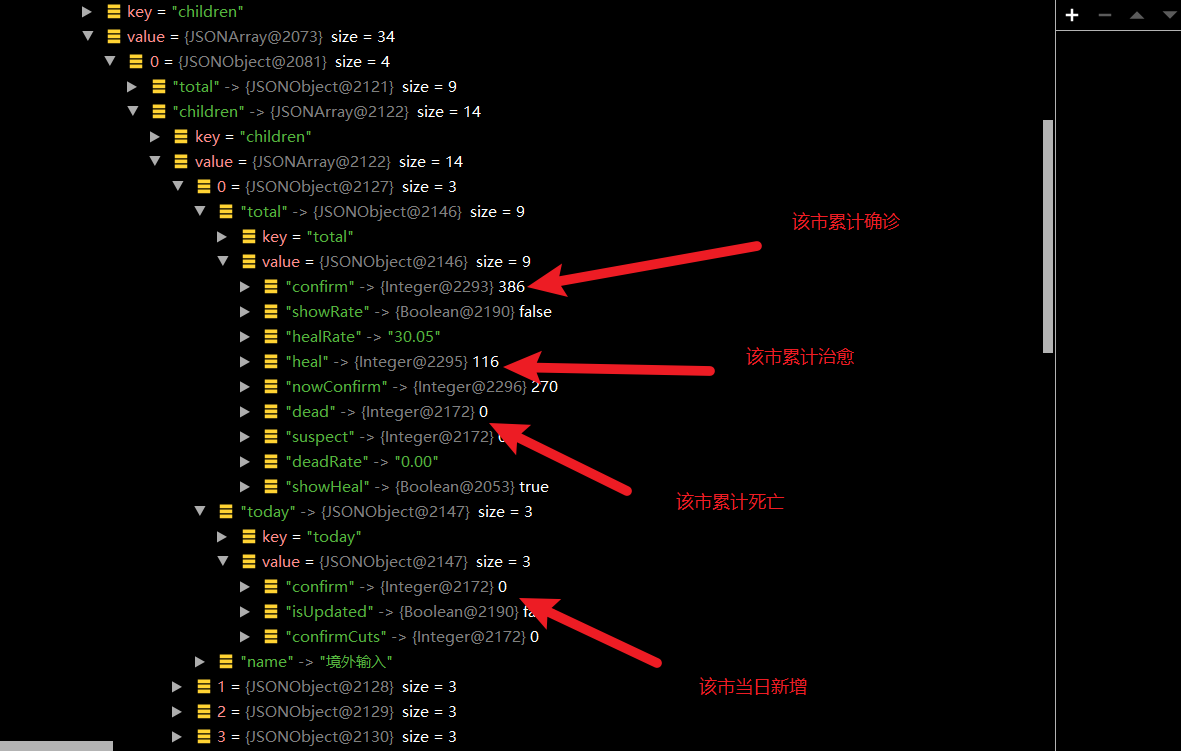 key = "children"
value = {JSONArray@2073} size = 34
0 = {JSONObject@2081} size = 4
"total" -> {JSONObject@2121} size = 9
"children" -> {JSONArray@2122} size = 14
key = "children"
value = {JSONArray@2122} size = 14
0 = {JSONObject@2127} size = 3
"total" -> {JSONObject@2146} size = 9
该市累计确诊
key = "total"
value = {JSONObject@2146} size = 9
"confirm" -> {Integer@2293} 386
"showRate" -> {Boolean@2190} false
"healRate" -> "30.05"
该市累计治愈
"heal" -> {Integer@2295} 116
"nowConfirm" -> {Integer@2296} 270
"dead" -> {Integer@2172} 0
"suspect" -> {Integer@2172}
"deadRate" -> "0.00"
"showHeal" -> {Boolean@2053} true
该市累计死亡
"today" -> {JSONObject@2147} size = 3
key = "today"
value = {JSONObject@2147} size = 3
"confirm" -> {Integer@2172} 0
"isUpdated" -> {Boolean@2190}
"confirmCuts" -> {Integer@2172} 0
"name" -> "境外输入"
该市当日新增
1 = {JSONObject@2128} size = 3
2 = {JSONObject@2129} size = 3
3 = {JSONObject@2130} size = 3